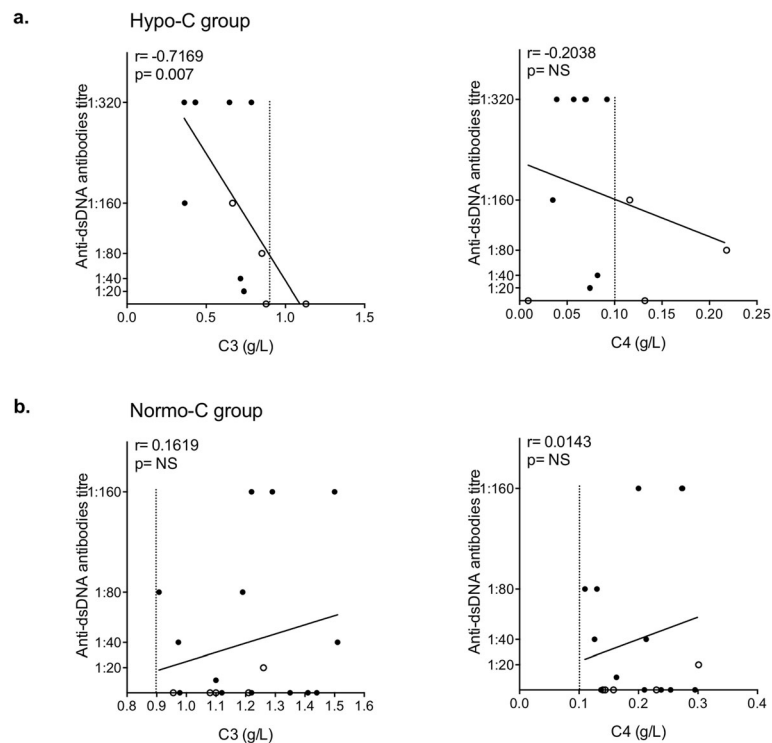 a.
Hypo-C group
r= -0.7169
p= 0.007
Anti-dsDNA antibodies titre
1:320
1:160
1:80
1:40
1:20
0.0 0.5 1.0 1.5
C3 (g/L)
r= -0.2038
p= NS
Anti-dsDNA antibodies titre
1:320
1:160
1:80
1:40
1:20
0.00 0.05 0.10 0.15 0.20 0.25
C4 (g/L)
b.
Normo-C group
r= 0.1619
p= NS
Anti-dsDNA antibodies titre
1:160
1:80
1:40
1:20
0.8 0.9 1.0 1.1 1.2 1.3 1.4 1.5 1.6
C3 (g/L)
r= 0.0143
p= NS
Anti-dsDNA antibodies titre
1:160
1:80
1:40
1:20
0.0 0.1 0.2 0.3 0.4
C4 (g/L)